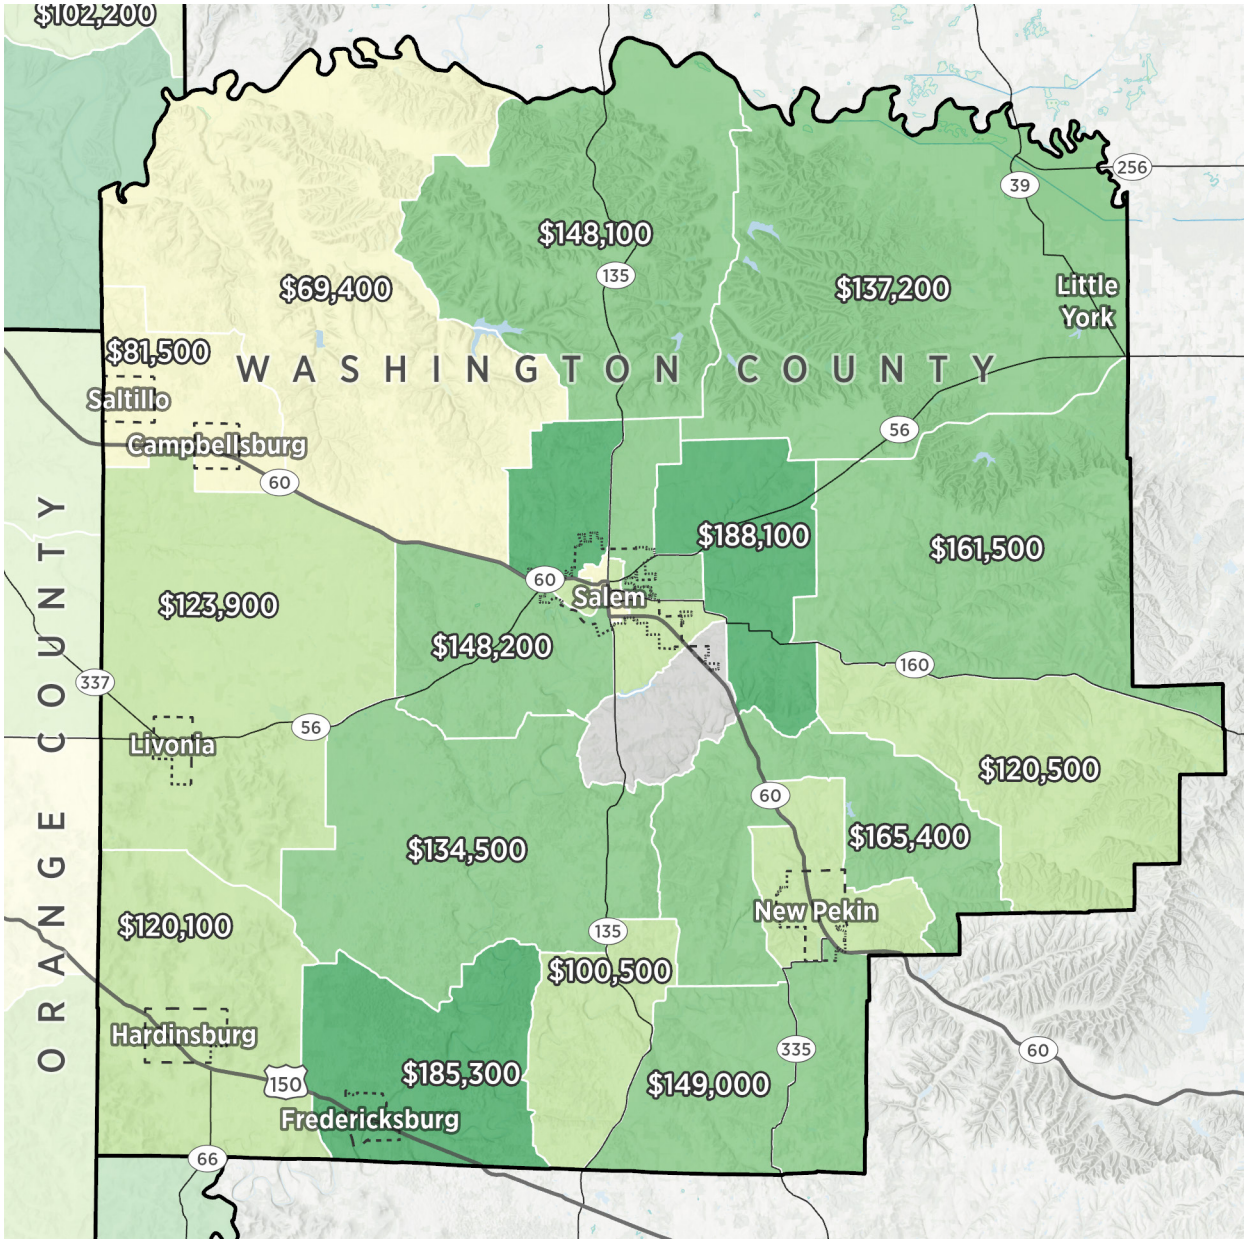 $102,200
256
39
$148,100
135
$69,400
$137,200
Little
York
$81,500
WASHINGTON COUNTY
Saltillo
56
Campbellsburg
60
$188,100
$161,500
60
Salem
$123,900
$148,200
160
337
56
Livonia
$120,500
60
ORANGE COUNTY
$165,400
$134,500
New Pekin
$120,100
135
$100,500
Hardinsburg
335
60
$185,300
150
$149,000
Fredericksburg
66